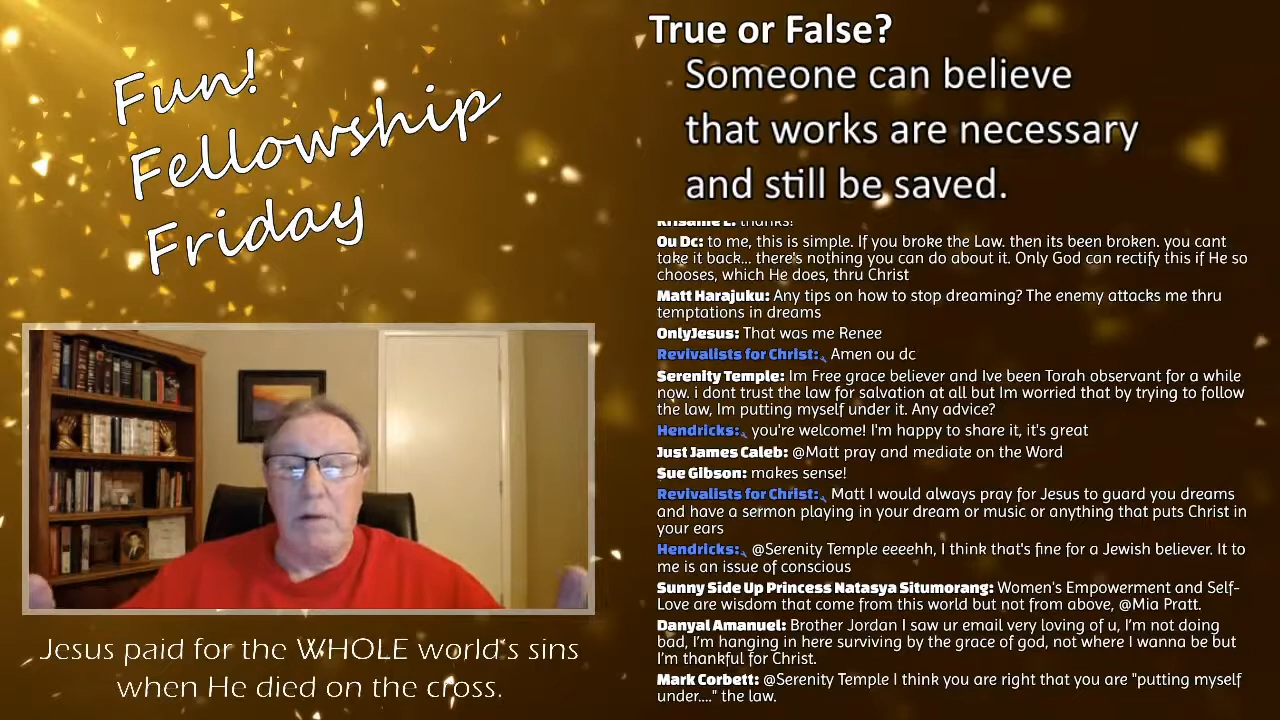 Fun!
Fellowship
Friday
Jesus paid for the WHOLE world's sins
when He died on the cross.
True or False?
Someone can believe
that works are necessary
and still be saved.
Krisanne L.: thanks!
Ou Dc: to me, this is simple. If you broke the Law. then its been broken. you cant
take it back... there's nothing you can do about it. Only God can rectify this if He so
chooses, which He does, thru Christ
Matt Harajuku: Any tips on how to stop dreaming? The enemy attacks me thru
temptations in dreams
OnlyJesus: That was me Renee
Revivalists for Christ: Amen ou dc
Serenity Temple: Im Free grace believer and Ive been Torah observant for a while
now. i dont trust the law for salvation at all but Im worried that by trying to follow
the law, Im putting myself under it. Any advice?
Hendricks: you're welcome! I'm happy to share it, it's great
Just James Caleb: @Matt pray and mediate on the Word
Sue Gibson: makes sense!
Revivalists for Christ: Matt I would always pray for Jesus to guard you dreams
and have a sermon playing in your dream or music or anything that puts Christ in
your ears
Hendricks: @Serenity Temple eeeehh, I think that's fine for a Jewish believer. It to
me is an issue of conscious
Sunny Side Up Princess Natasya Situmorang: Women's Empowerment and Self-
Love are wisdom that come from this world but not from above, @Mia Pratt.
Danyal Amanuel: Brother Jordan I saw ur email very loving of u, I'm not doing
bad, I'm hanging in here surviving by the grace of god, not where I wanna be but
I'm thankful for Christ.
Mark Corbett: @Serenity Temple I think you are right that you are "putting myself
under...." the law.